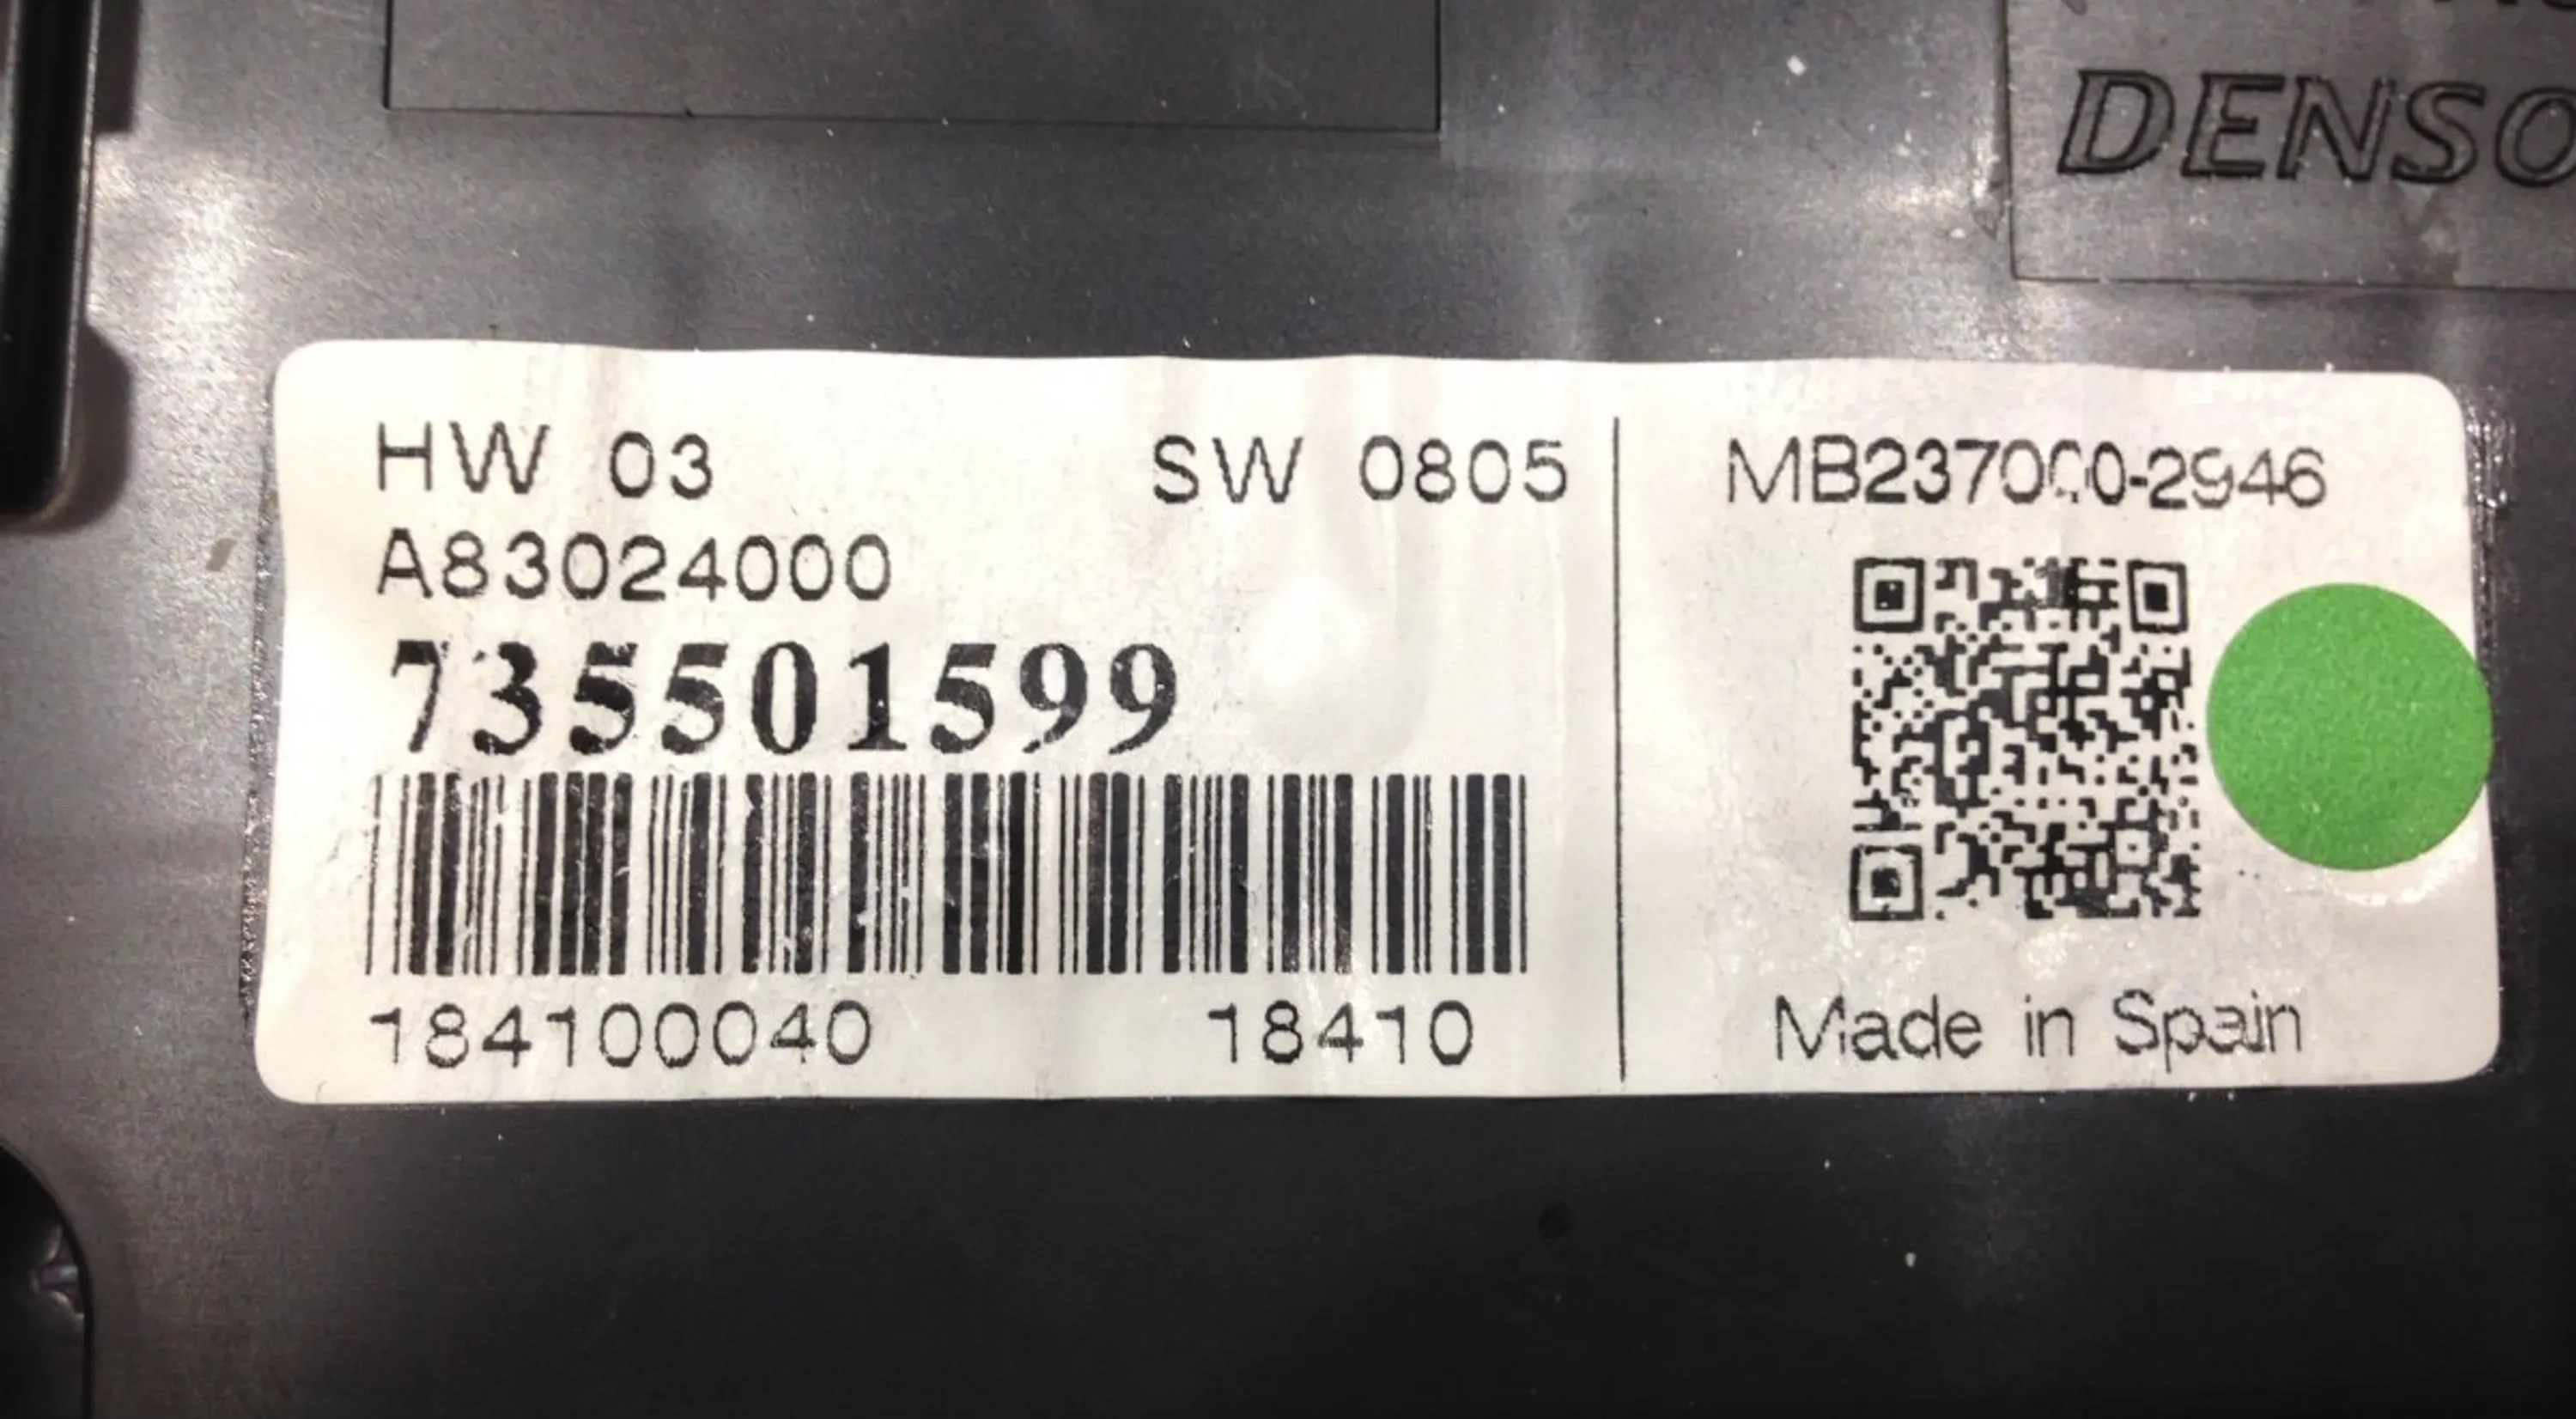 DENSO
HW 03 SW 0805
A83024000
735501599
184100040 18410
MB237000-2946
Made in Spain